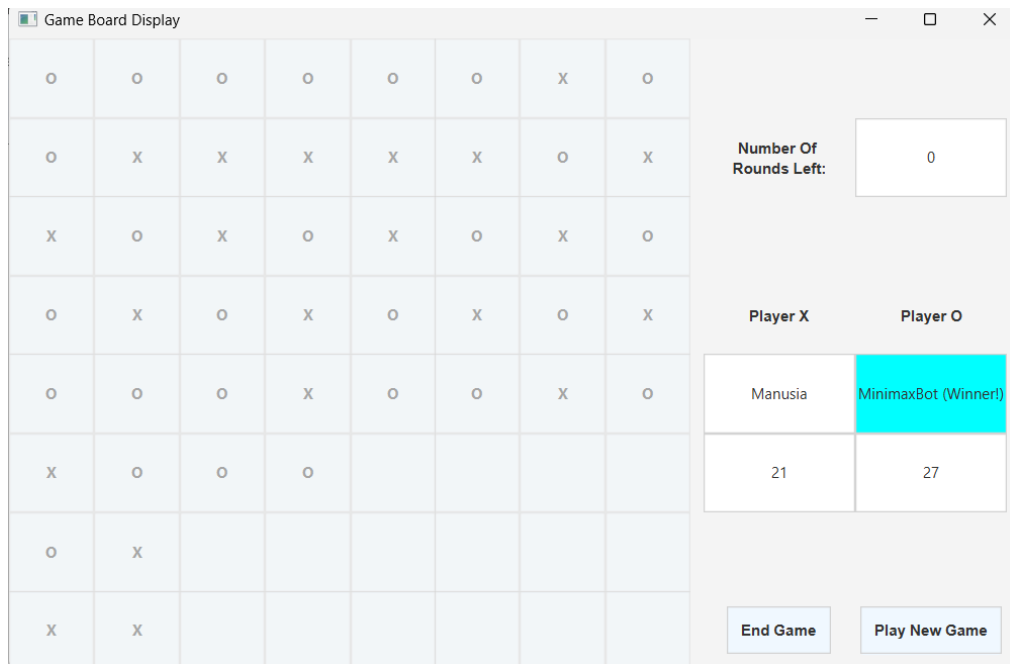 Game Board Display
O O O O O O X O
O X X X X X O X
Number Of
Rounds Left:
0
X O X O X O X O
O X O X O X O X
Player X
Player O
O O O X O O X O
Manusia
MinimaxBot (Winner!)
X O O O
21
27
O X
X X
End Game
Play New Game